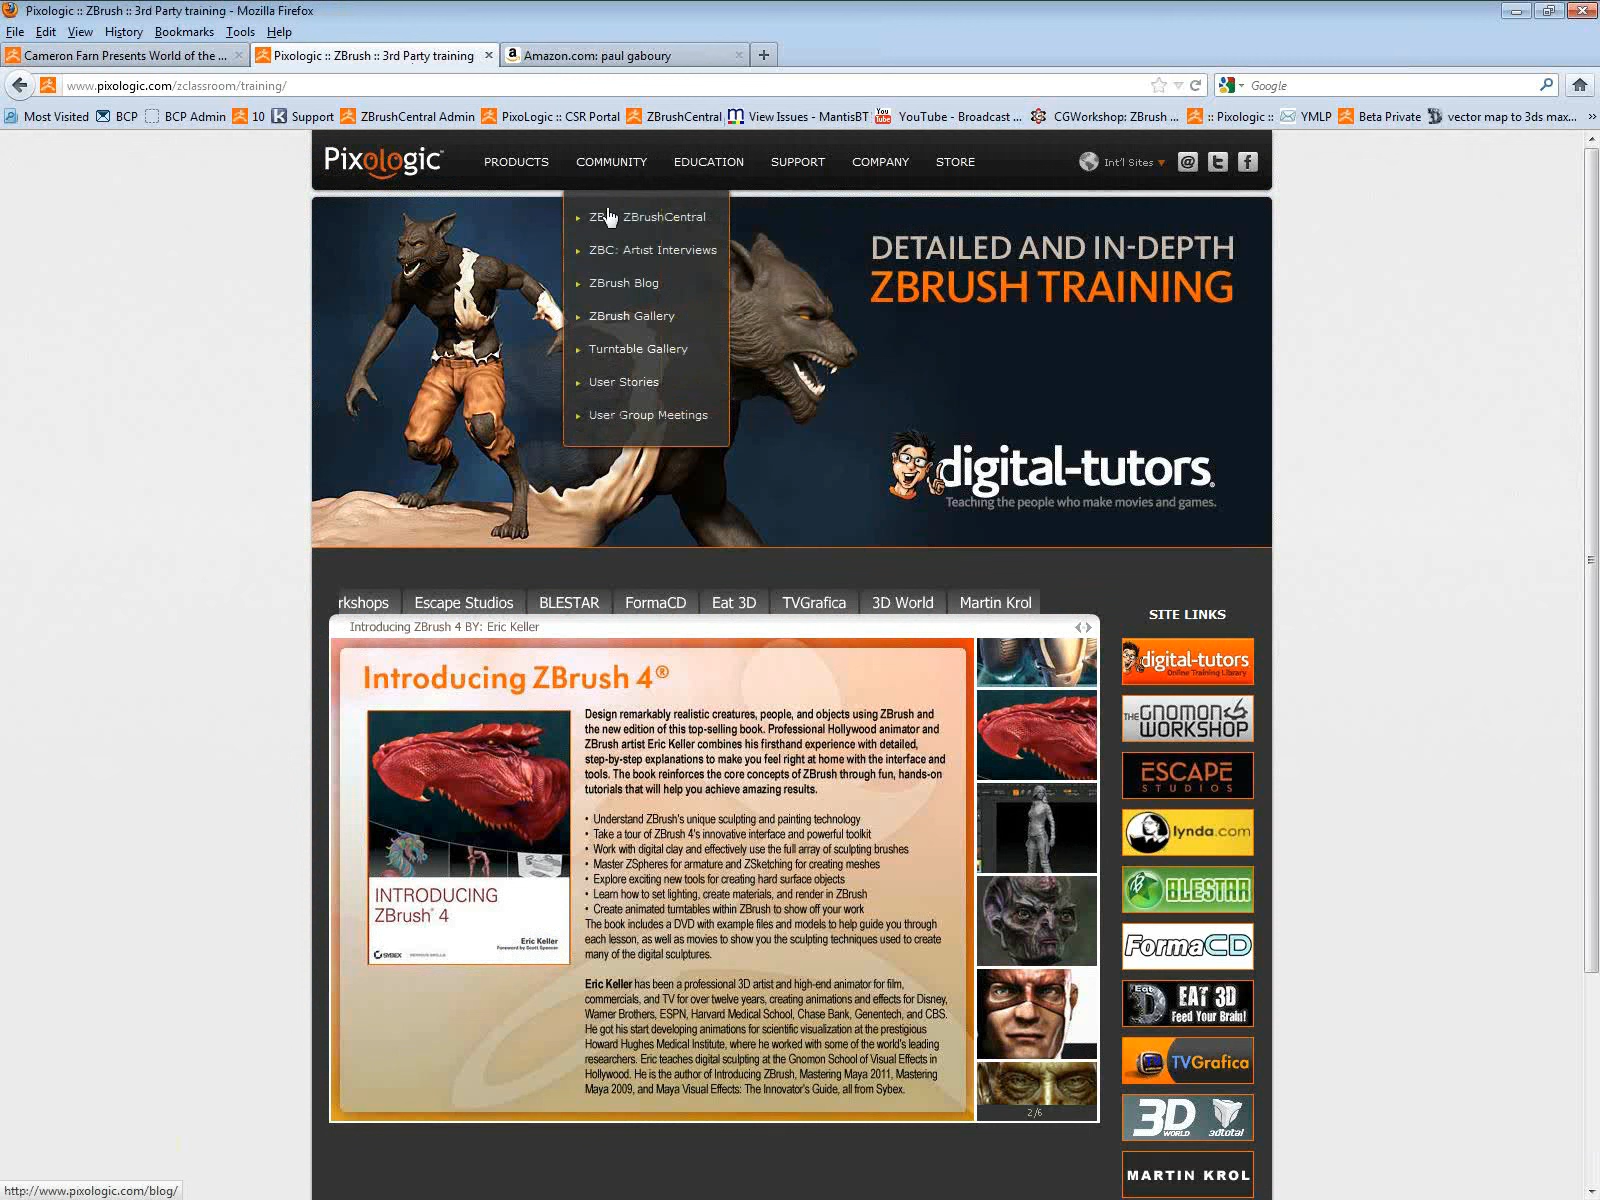 Pixologic :: ZBrush :: 3rd Party training - Mozilla Firefox
File Edit View History Bookmarks Tools Help
Cameron Farn Presents World of the ... Pixologic :: ZBrush :: 3rd Party training Amazon.com: paul gaboury
www.pixologic.com/zclassroom/training/ Google
Most Visited BCP BCP Admin 10 Support ZBrushCentral Admin PixoLogic :: CSR Portal ZBrushCentral View Issues - MantisBT YouTube - Broadcast ... CGWorkshop: ZBrush ... :: Pixologic :: YMLP Beta Private vector map to 3ds max... »
Pixologic PRODUCTS COMMUNITY EDUCATION SUPPORT COMPANY STORE Int'l Sites
ZBrushCentral
ZBC: Artist Interviews
ZBrush Blog
ZBrush Gallery
Turntable Gallery
User Stories
User Group Meetings
DETAILED AND IN-DEPTH
ZBRUSH TRAINING
digital-tutors®
Teaching the people who make movies and games.
rkshops Escape Studios BLESTAR FormaCD Eat 3D TVGrafica 3D World Martin Krol
Introducing ZBrush 4 BY: Eric Keller
Introducing ZBrush 4®
Design remarkably realistic creatures, people, and objects using ZBrush and
the new edition of this top-selling book. Professional Hollywood animator and
ZBrush artist Eric Keller combines his firsthand experience with detailed,
step-by-step explanations to make you feel right at home with the interface and
tools. The book reinforces the core concepts of ZBrush through fun, hands-on
tutorials that will help you achieve amazing results.
• Understand ZBrush's unique sculpting and painting technology
• Take a tour of ZBrush 4's innovative interface and powerful toolkit
• Work with digital clay and effectively use the full array of sculpting brushes
• Master ZSpheres for armature and ZSketching for creating meshes
• Explore exciting new tools for creating hard surface objects
• Learn how to set lighting, create materials, and render in ZBrush
• Create animated turntables within ZBrush to show off your work
The book includes a DVD with example files and models to help guide you through
each lesson, as well as movies to show you the sculpting techniques used to create
many of the digital sculptures.
Eric Keller has been a professional 3D artist and high-end animator for film,
commercials, and TV for over twelve years, creating animations and effects for Disney,
Warner Brothers, ESPN, Harvard Medical School, Chase Bank, Genentech, and CBS.
He got his start developing animations for scientific visualization at the prestigious
Howard Hughes Medical Institute, where he worked with some of the world's leading
researchers. Eric teaches digital sculpting at the Gnomon School of Visual Effects in
Hollywood. He is the author of Introducing ZBrush, Mastering Maya 2011, Mastering
Maya 2009, and Maya Visual Effects: The Innovator's Guide, all from Sybex.
INTRODUCING
ZBrush® 4
Eric Keller
Foreword by Scott Spencer
SYBEX SERIOUS SKILLS
2/6
SITE LINKS
digital-tutors
Online Training Library
THE GNOMON
WORKSHOP
ESCAPE
STUDIOS
lynda.com
BLESTAR
FormaCD
Eat 3D EAT 3D
Feed Your Brain!
TVGrafica
3D WORLD 3dtotal
MARTIN KROL
http://www.pixologic.com/blog/